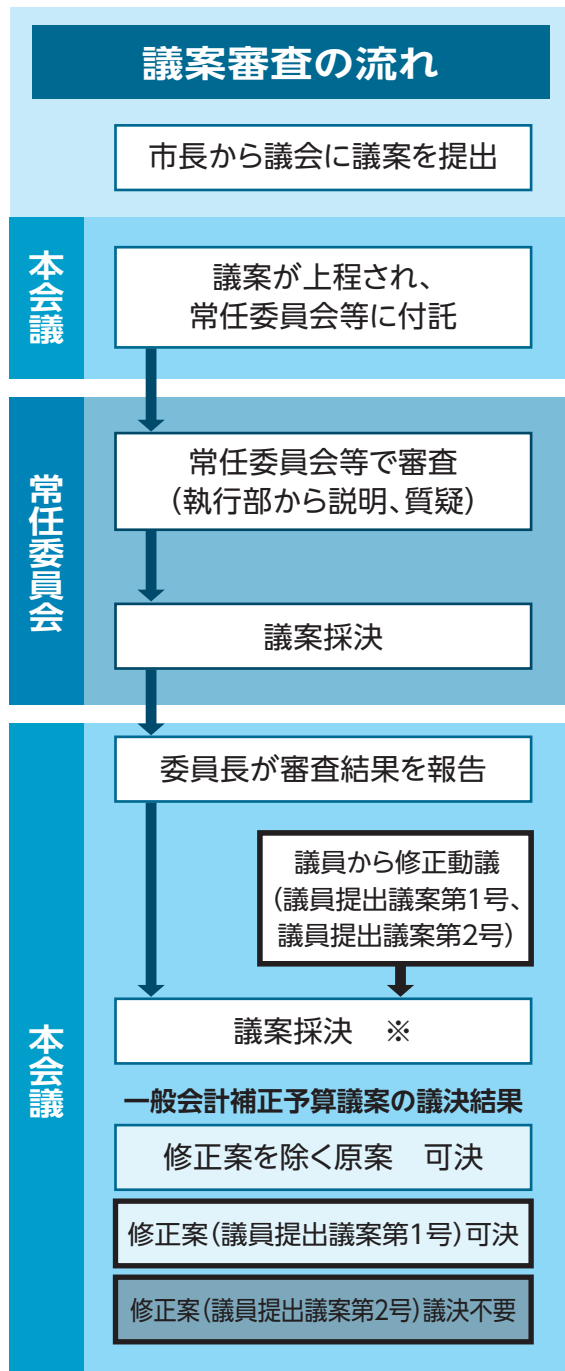 議案審査の流れ
市長から議会に議案を提出
本会議
議案が上程され、
常任委員会等に付託
常任委員会
常任委員会等で審査
(執行部から説明、質疑)
議案採決
本会議
委員長が審査結果を報告
議員から修正動議
(議員提出議案第1号、
議員提出議案第2号)
議案採決　※
一般会計補正予算議案の議決結果
修正案を除く原案　可決
修正案(議員提出議案第1号)可決
修正案(議員提出議案第2号)議決不要